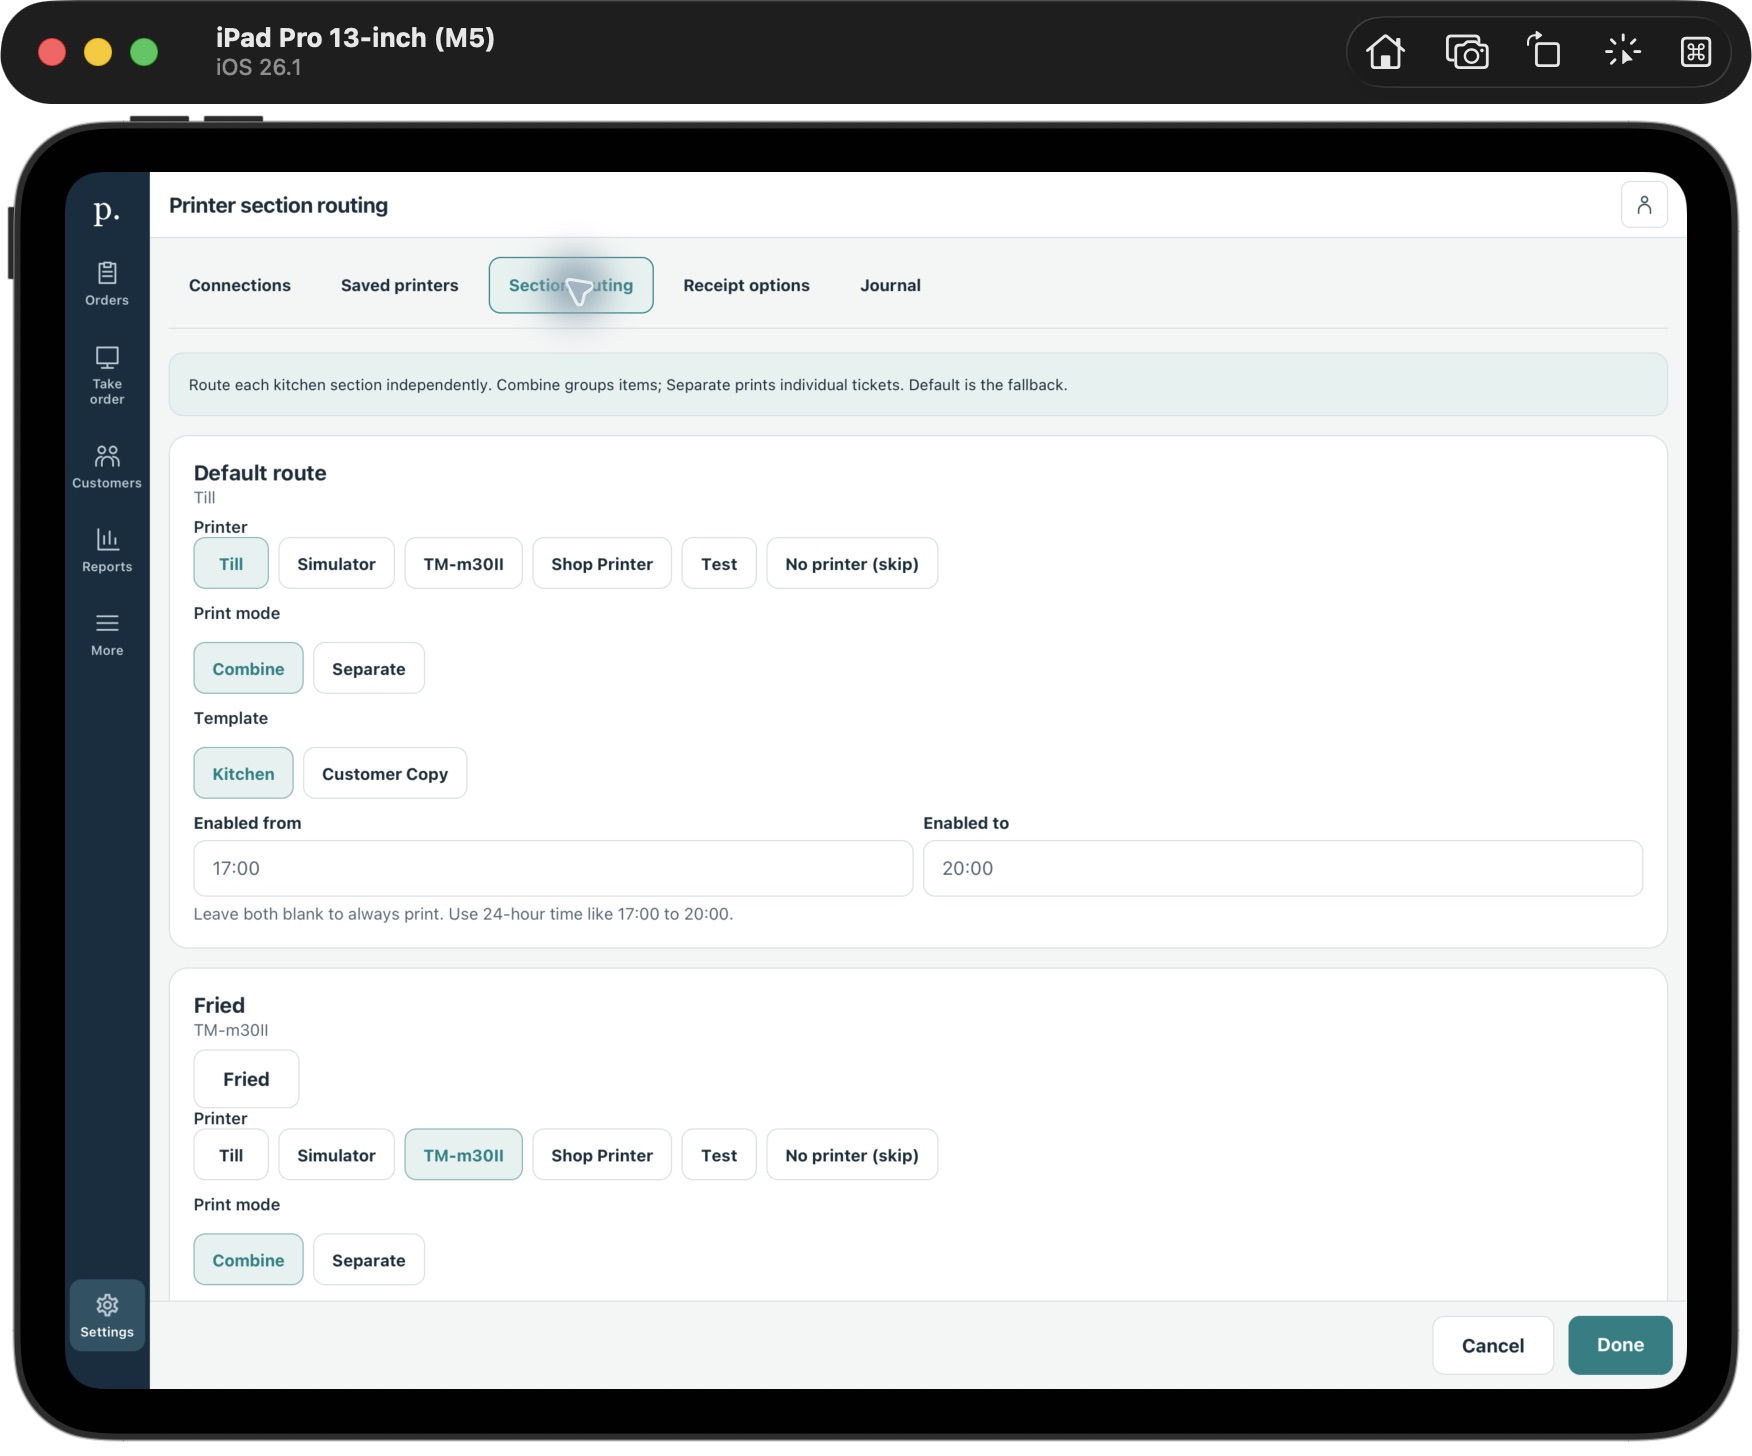 iPad Pro 13-inch (M5)
iOS 26.1
p.
Orders
Take
order
Customers
Reports
More
Settings
Printer section routing
Connections
Saved printers
Receipt options
Journal
Route each kitchen section independently. Combine groups items; Separate prints individual tickets. Default is the fallback.
Default route
Till
Printer
Till
Simulator
TM-m30II
Shop Printer
Test
No printer (skip)
Print mode
Combine
Separate
Template
Kitchen
Customer Copy
Enabled from
Enabled to
17:00
20:00
Leave both blank to always print. Use 24-hour time like 17:00 to 20:00.
Fried
TM-m30II
Fried
Printer
Till
Simulator
TM-m30II
Shop Printer
Test
No printer (skip)
Print mode
Combine
Separate
Cancel
Done